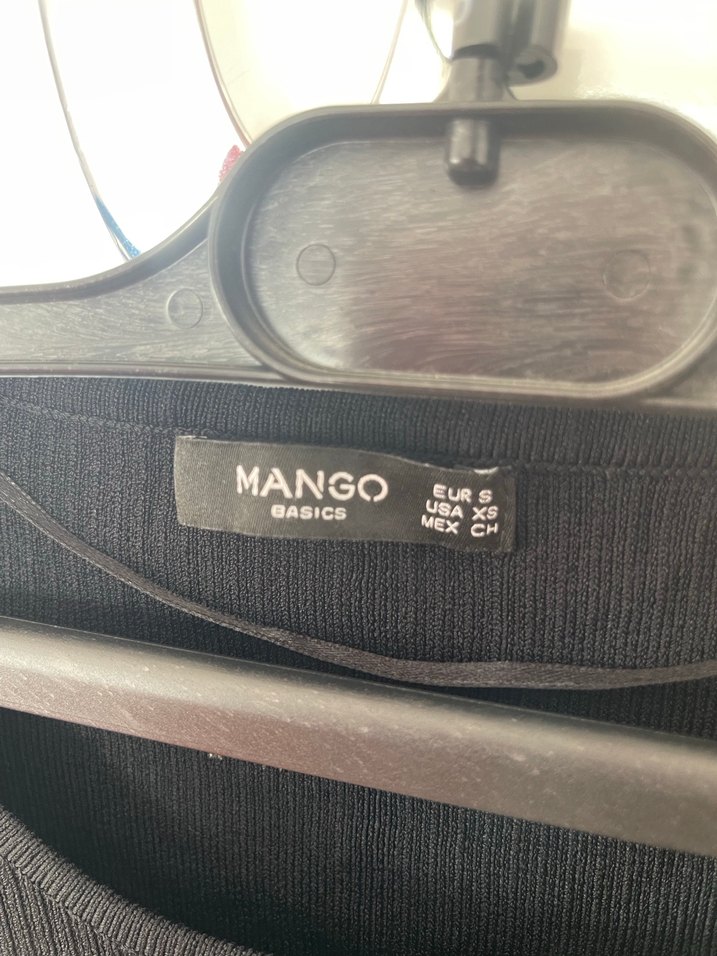 MANGO
BASICS
EUR S
USA XS
MEX CH